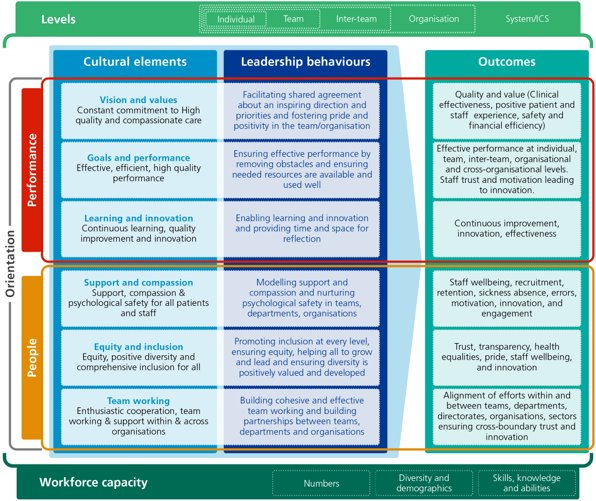 Levels
Individual
Team
Inter-team
Organisation
System/ICS
Cultural elements
Leadership behaviours
Outcomes
Orientation
Performance
Vision and values
Constant commitment to High
quality and compassionate care
Facilitating shared agreement
about an inspiring direction and
priorities and fostering pride and
positivity in the team/organisation
Quality and value (Clinical
effectiveness, positive patient and
staff experience, safety and
financial efficiency)
Goals and performance
Effective, efficient, high quality
performance
Ensuring effective performance by
removing obstacles and ensuring
needed resources are available and
used well
Effective performance at individual,
team, inter-team, organisational
and cross-organisational levels.
Staff trust and motivation leading
to innovation.
Learning and innovation
Continuous learning, quality
improvement and innovation
Enabling learning and innovation
and providing time and space for
reflection
Continuous improvement,
innovation, effectiveness
People
Support and compassion
Support, compassion &
psychological safety for all patients
and staff
Modelling support and
compassion and nurturing
psychological safety in teams,
departments, organisations
Staff wellbeing, recruitment,
retention, sickness absence, errors,
motivation, innovation, and
engagement
Equity and inclusion
Equity, positive diversity and
comprehensive inclusion for all
Promoting inclusion at every level,
ensuring equity, helping all to grow
and lead and ensuring diversity is
positively valued and developed
Trust, transparency, health
equalities, pride, staff wellbeing,
and innovation
Team working
Enthusiastic cooperation, team
working & support within & across
organisations
Building cohesive and effective
team working and building
partnerships between teams,
departments and organisations
Alignment of efforts within and
between teams, departments,
directorates, organisations, sectors
ensuring cross-boundary trust and
innovation
Workforce capacity
Numbers
Diversity and
demographics
Skills, knowledge
and abilities